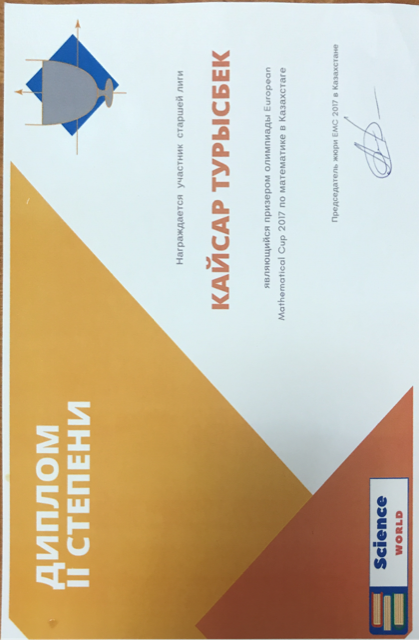 ДИПЛОМ
II СТЕПЕНИ
Награждается участник старшей лиги
КАЙСАР ТУРЫСБЕК
являющийся призером олимпиады European
Mathematical Cup 2017 по математике в Казахстаге
Председатель жюри EMC 2017 в Казахстане
Science
WORLD